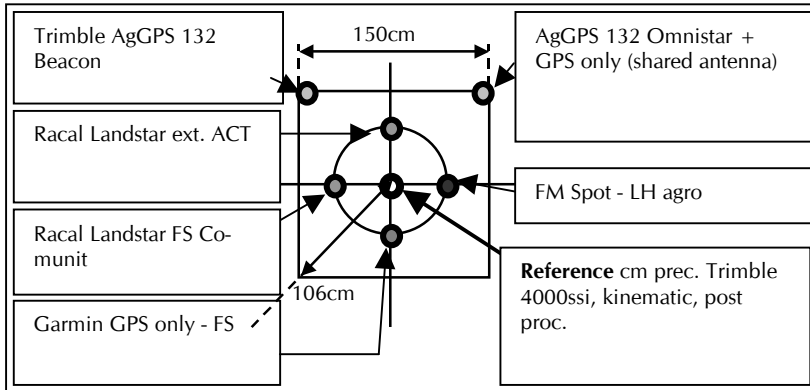 Trimble AgGPS 132
Beacon
150cm
AgGPS 132 Omnistar +
GPS only (shared antenna)
Racal Landstar ext. ACT
FM Spot - LH agro
Racal Landstar FS Co-
munit
Reference cm prec. Trimble
4000ssi, kinematic, post
proc.
106cm
Garmin GPS only - FS